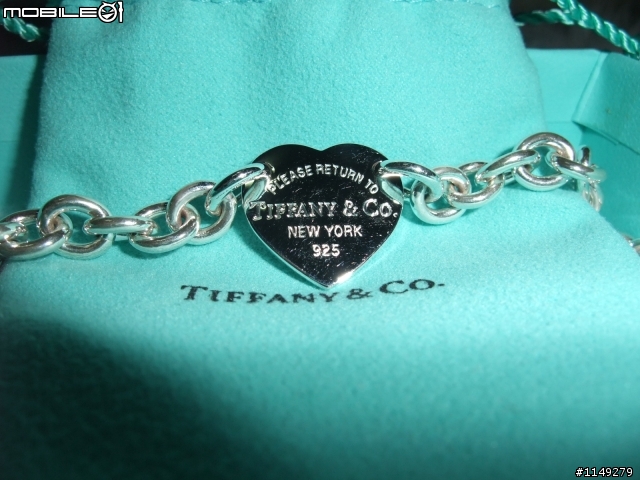 MOBILE01
PLEASE RETURN TO
TIFFANY & CO.
NEW YORK
925
TIFFANY & CO.
#1149279